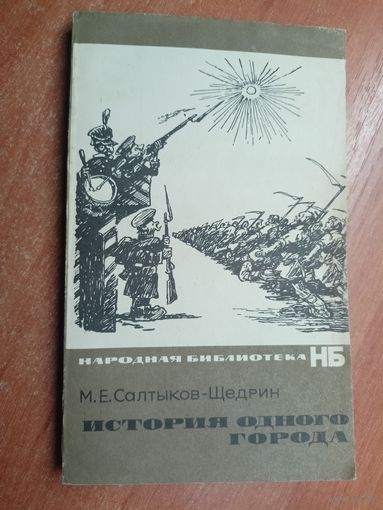 НАРОДНАЯ БИБЛИОТЕКА НБ
М. Е. Салтыков-Щедрин
ИСТОРИЯ ОДНОГО
ГОРОДА